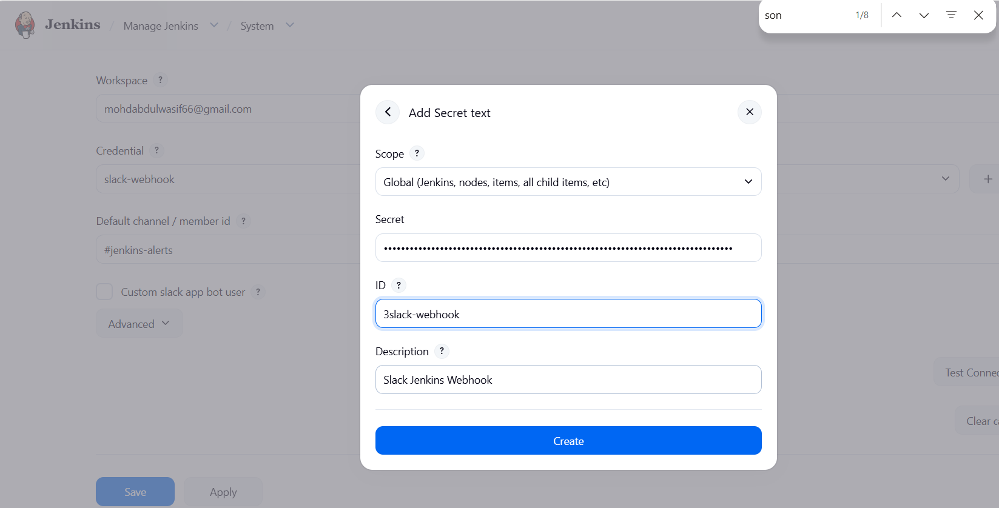 Jenkins / Manage Jenkins / System
son 1/8
Workspace ?
mohdabdulwasif66@gmail.com
Credential ?
slack-webhook
+
Default channel / member id ?
#jenkins-alerts
Custom slack app bot user ?
Advanced
Test Connec
Clear ca
Save
Apply
Add Secret text
Scope ?
Global (Jenkins, nodes, items, all child items, etc)
Secret
ID ?
3slack-webhook
Description ?
Slack Jenkins Webhook
Create